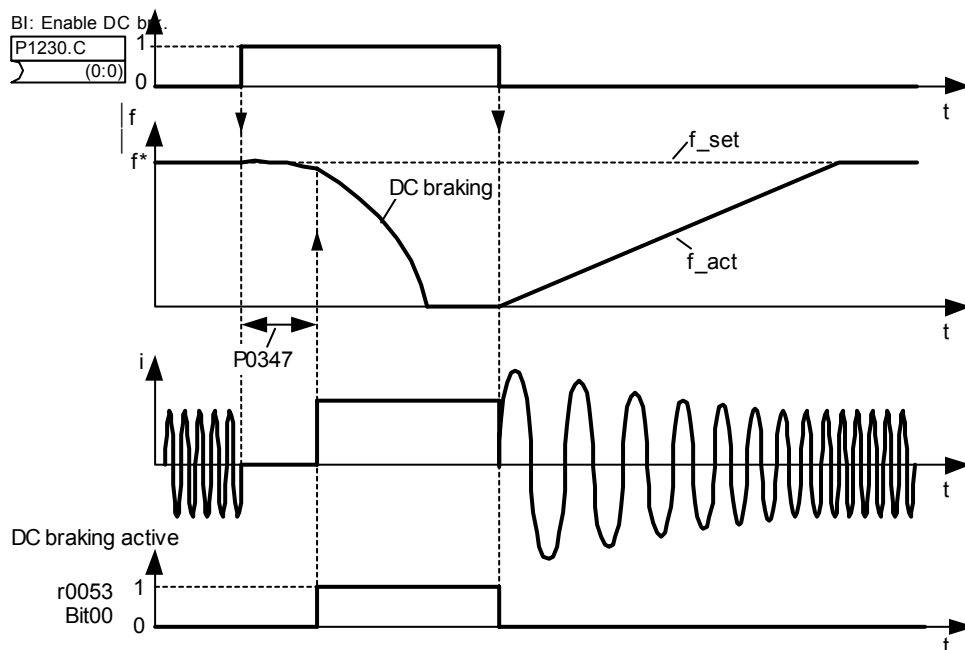 BI: Enable DC brk.
P1230.C
(0:0)
1
0
t
f
f*
f_set
DC braking
f_act
t
P0347
i
t
DC braking active
r0053
Bit00
1
0
t